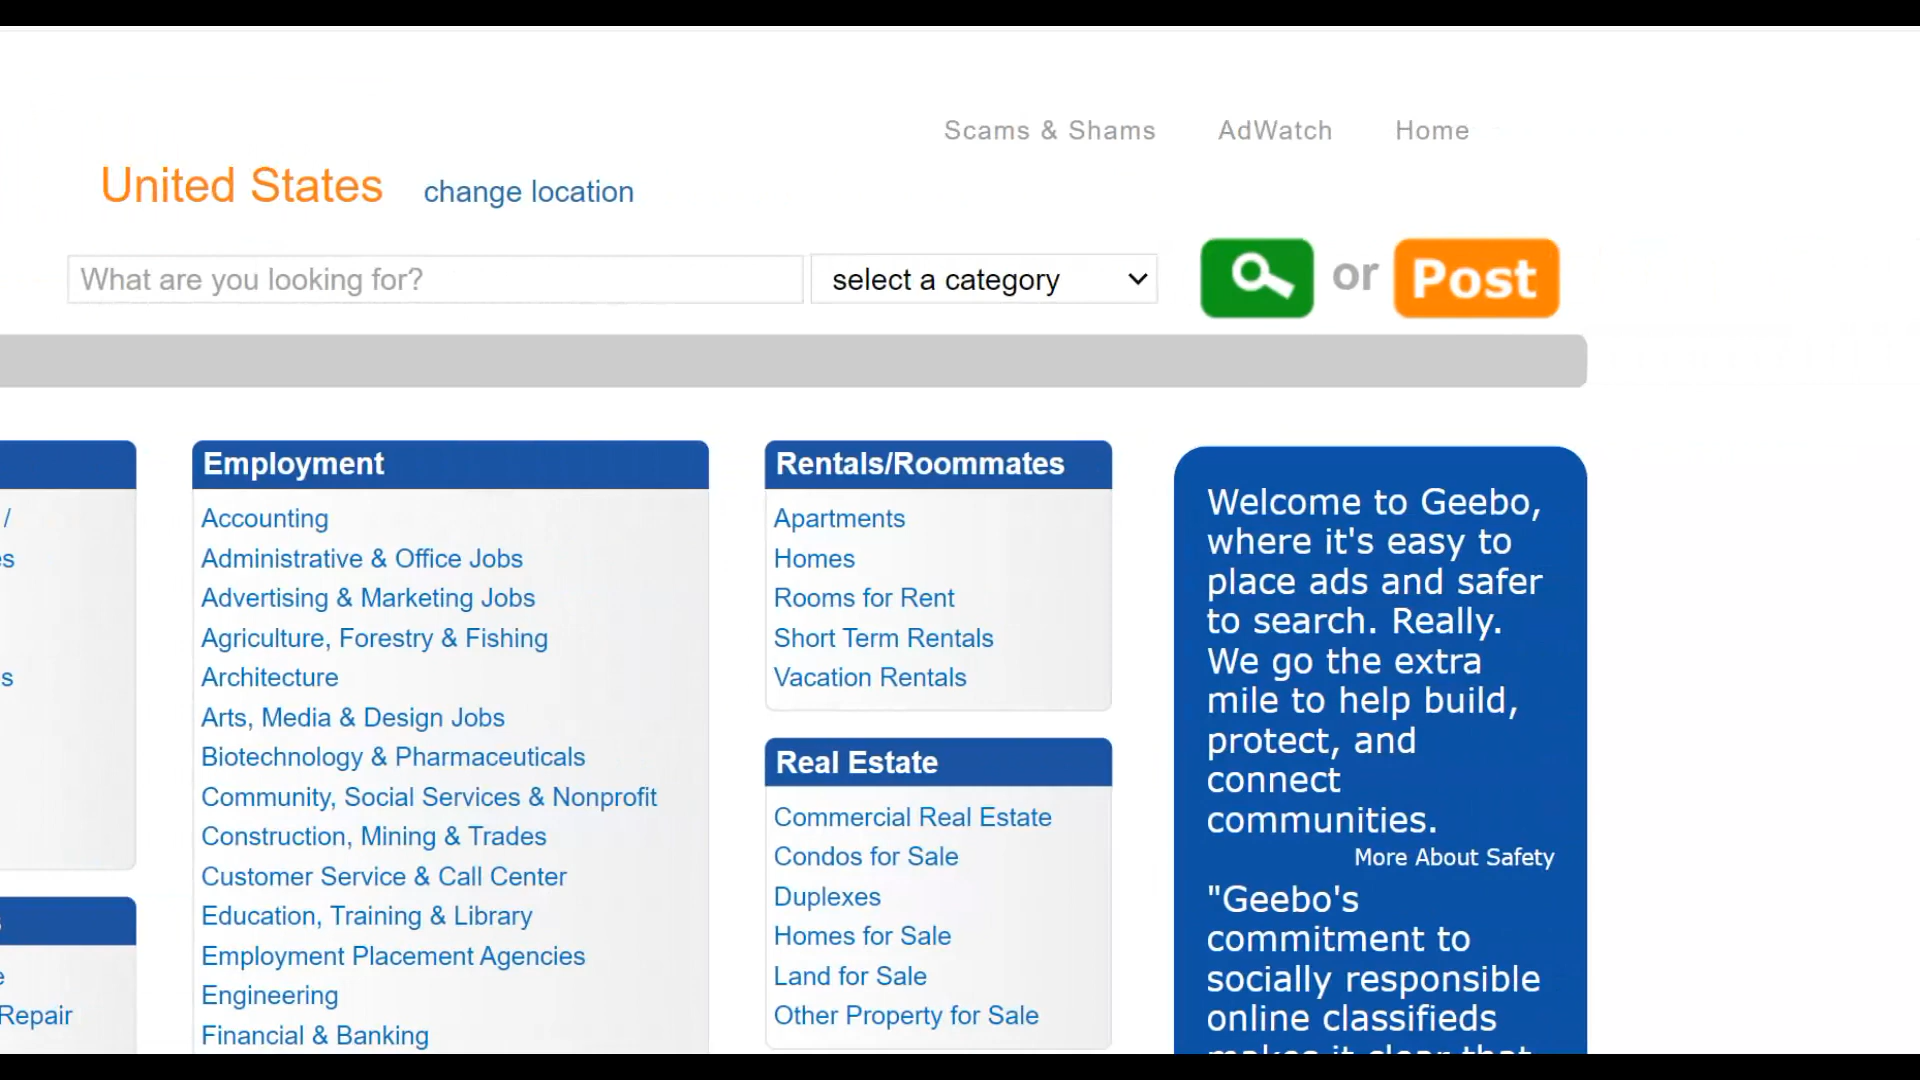 Scams & Shams AdWatch Home
United States change location
What are you looking for? select a category or Post
Employment
Accounting
Administrative & Office Jobs
Advertising & Marketing Jobs
Agriculture, Forestry & Fishing
Architecture
Arts, Media & Design Jobs
Biotechnology & Pharmaceuticals
Community, Social Services & Nonprofit
Construction, Mining & Trades
Customer Service & Call Center
Education, Training & Library
Employment Placement Agencies
Engineering
Financial & Banking
Repair
Rentals/Roommates
Apartments
Homes
Rooms for Rent
Short Term Rentals
Vacation Rentals
Real Estate
Commercial Real Estate
Condos for Sale
Duplexes
Homes for Sale
Land for Sale
Other Property for Sale
Welcome to Geebo,
where it's easy to
place ads and safer
to search. Really.
We go the extra
mile to help build,
protect, and
connect
communities.
More About Safety
"Geebo's
commitment to
socially responsible
online classifieds
makes it clear that